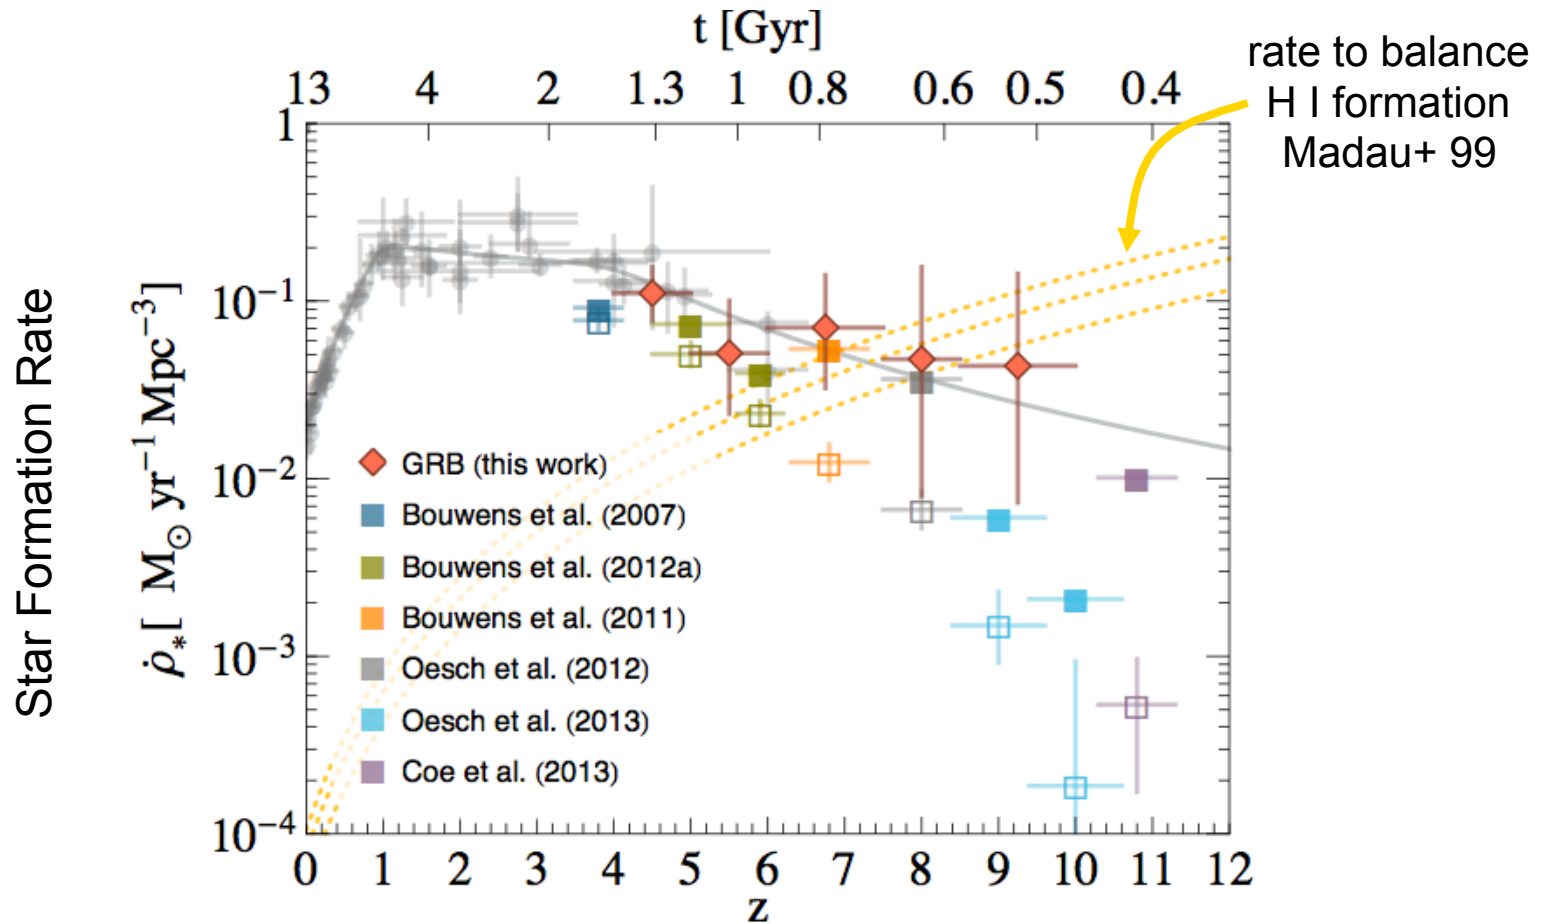 t [Gyr]
13 4 2 1.3 1 0.8 0.6 0.5 0.4
rate to balance
H I formation
Madau+ 99
Star Formation Rate
ρ̇* [ M⊙ yr⁻¹ Mpc⁻³]
1
10⁻¹
10⁻²
10⁻³
10⁻⁴
GRB (this work)
Bouwens et al. (2007)
Bouwens et al. (2012a)
Bouwens et al. (2011)
Oesch et al. (2012)
Oesch et al. (2013)
Coe et al. (2013)
0 1 2 3 4 5 6 7 8 9 10 11 12
z